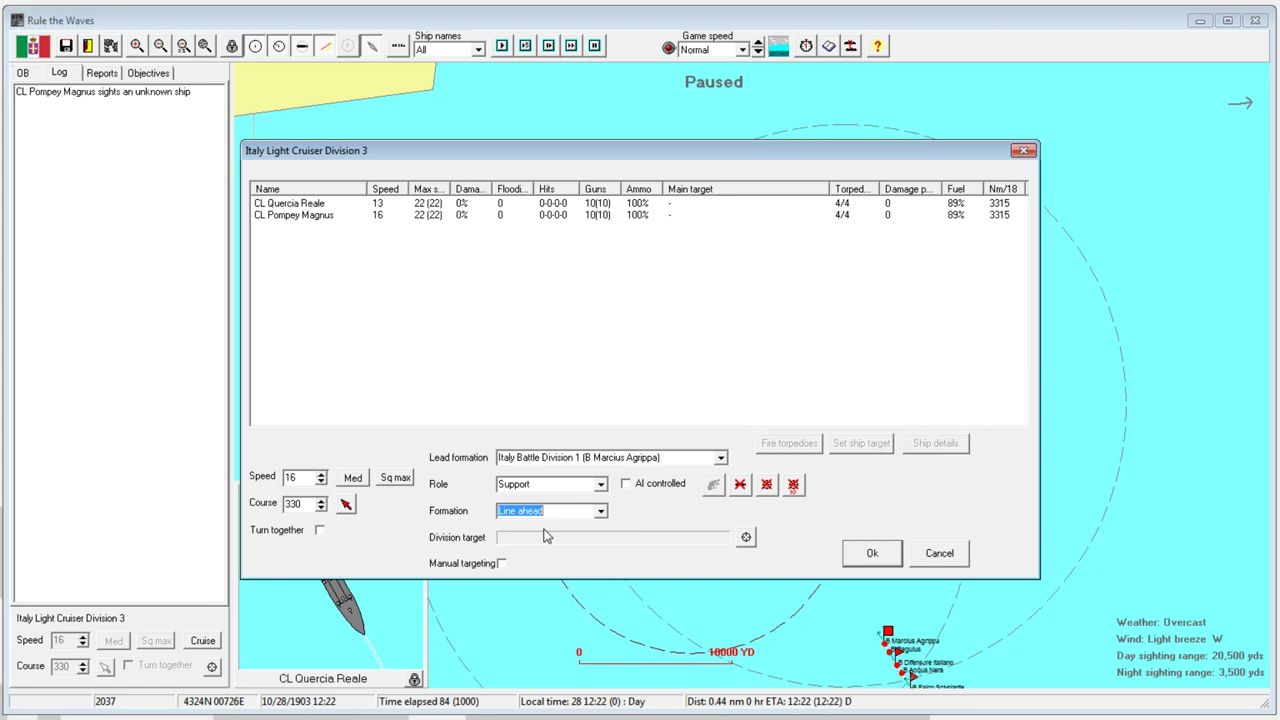 Rule the Waves
Ship names
All
Game speed
Normal
OB
Log
Reports
Objectives
CL Pompey Magnus sights an unknown ship
Paused
Italy Light Cruiser Division 3
Name Speed Max s... Dama... Floodi... Hits Guns Ammo Main target Torped... Damage p... Fuel Nm/18
CL Quercia Reale 13 22 (22) 0% 0 0-0-0-0 10(10) 100% - 4/4 0 89% 3315
CL Pompey Magnus 16 22 (22) 0% 0 0-0-0-0 10(10) 100% - 4/4 0 89% 3315
Fire torpedoes Set ship target Ship details
Lead formation Italy Battle Division 1 (B Marcius Agrippa)
Speed 16 Med Sq max
Role Support AI controlled
Course 330
Formation Line ahead
Turn together
Division target
Manual targeting
Ok Cancel
Italy Light Cruiser Division 3
Speed 16 Med Sq max Cruise
Course 330 Turn together
CL Quercia Reale
0 10000 YD
B Marcius Agrippa
B Regulus
B Difensore Italiano
B Acqua Nera
Weather: Overcast
Wind: Light breeze W
Day sighting range: 20,500 yds
Night sighting range: 3,500 yds
2037 4324N 00726E 10/28/1903 12:22 Time elapsed 84 (1000) Local time: 28 12:22 (0) : Day Dist: 0.44 nm 0 hr ETA: 12:22 (12:22) D